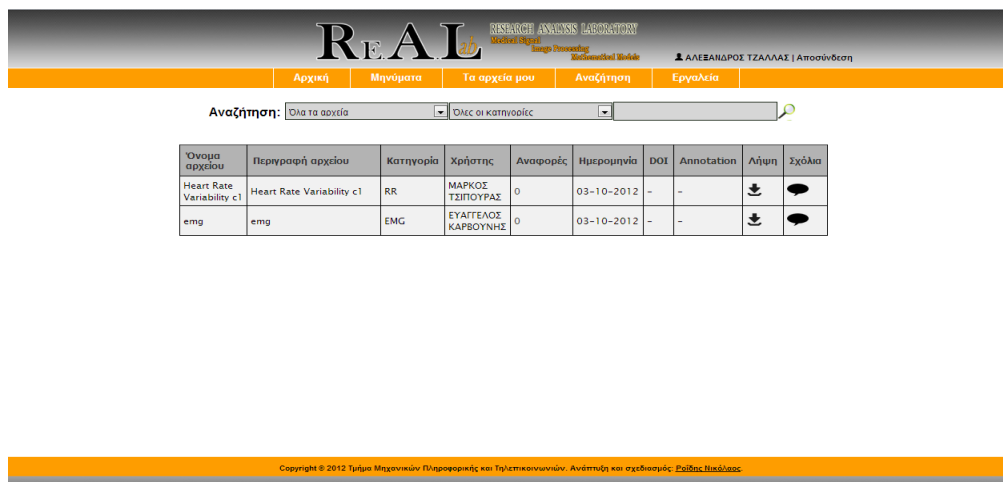 REAL ab
RESEARCH ANALYSIS LABORATORY
Medical Signal
Image Processing
Mathematical Models
ΑΛΕΞΑΝΔΡΟΣ ΤΖΑΛΛΑΣ | Αποσύνδεση
Αρχική Μηνύματα Τα αρχεία μου Αναζήτηση Εργαλεία
Αναζήτηση: Όλα τα αρχεία Όλες οι κατηγορίες
Όνομα αρχείου Περιγραφή αρχείου Κατηγορία Χρήστης Αναφορές Ημερομηνία DOI Annotation Λήψη Σχόλια
Heart Rate Variability c1 Heart Rate Variability c1 RR ΜΑΡΚΟΣ ΤΣΙΠΟΥΡΑΣ 0 03-10-2012 - -
emg emg EMG ΕΥΑΓΓΕΛΟΣ ΚΑΡΒΟΥΝΗΣ 0 03-10-2012 - -
Copyright © 2012 Τμήμα Μηχανικών Πληροφορικής και Τηλεπικοινωνιών. Ανάπτυξη και σχεδιασμός: Ροΐδης Νικόλαος.